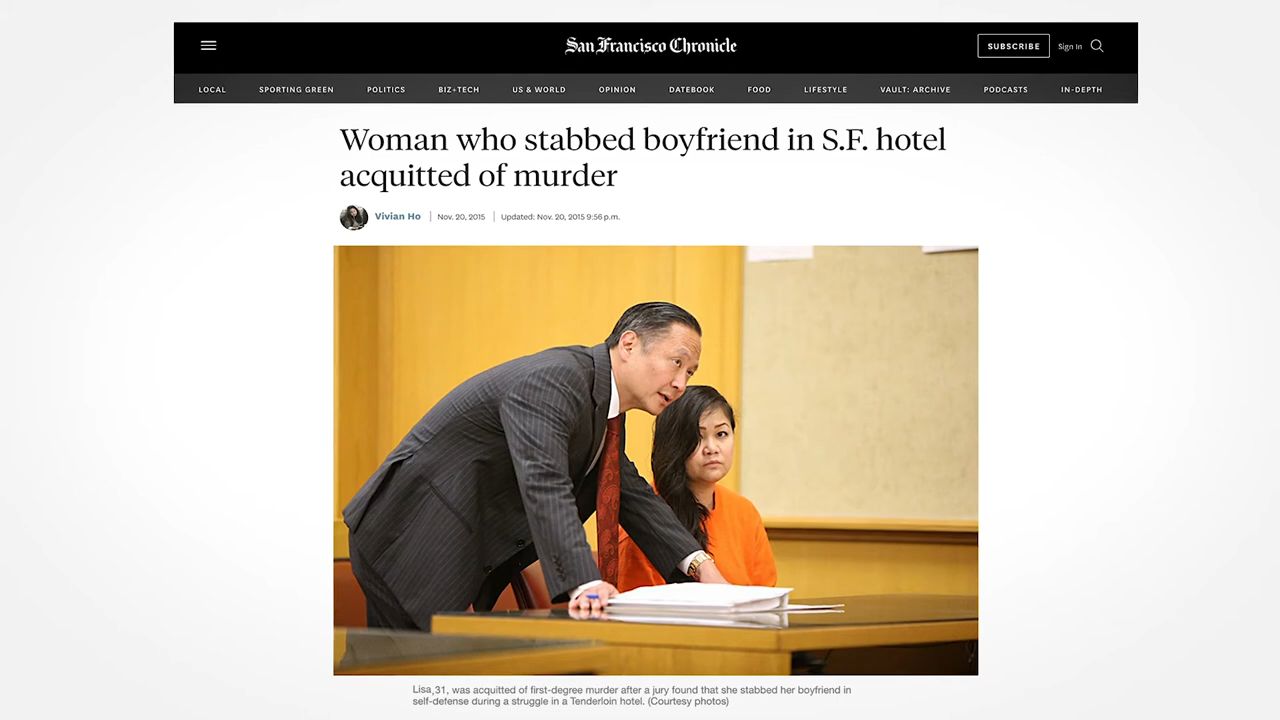 San Francisco Chronicle
SUBSCRIBE
Sign In
LOCAL SPORTING GREEN POLITICS BIZ+TECH US & WORLD OPINION DATEBOOK FOOD LIFESTYLE VAULT: ARCHIVE PODCASTS IN-DEPTH
Woman who stabbed boyfriend in S.F. hotel
acquitted of murder
Vivian Ho | Nov. 20, 2015 | Updated: Nov. 20, 2015 9:56 p.m.
Lisa,31, was acquitted of first-degree murder after a jury found that she stabbed her boyfriend in
self-defense during a struggle in a Tenderloin hotel. (Courtesy photos)